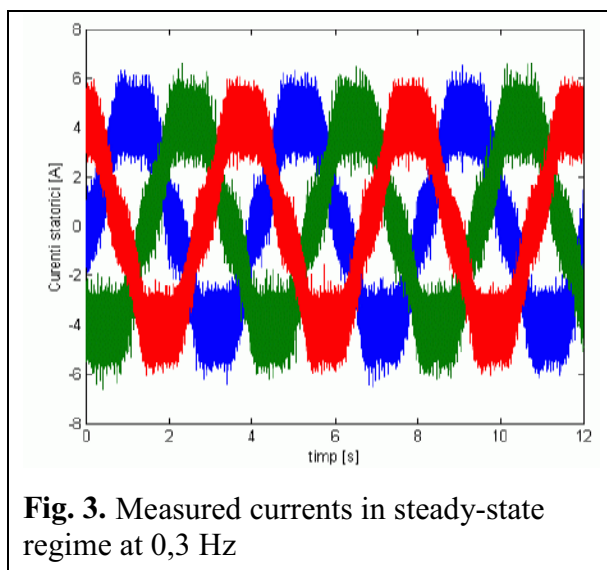 8
6
4
2
0
-2
-4
-6
-8
Curenti statorici [A]
0 2 4 6 8 10 12
timp [s]
Fig. 3. Measured currents in steady-state
regime at 0,3 Hz